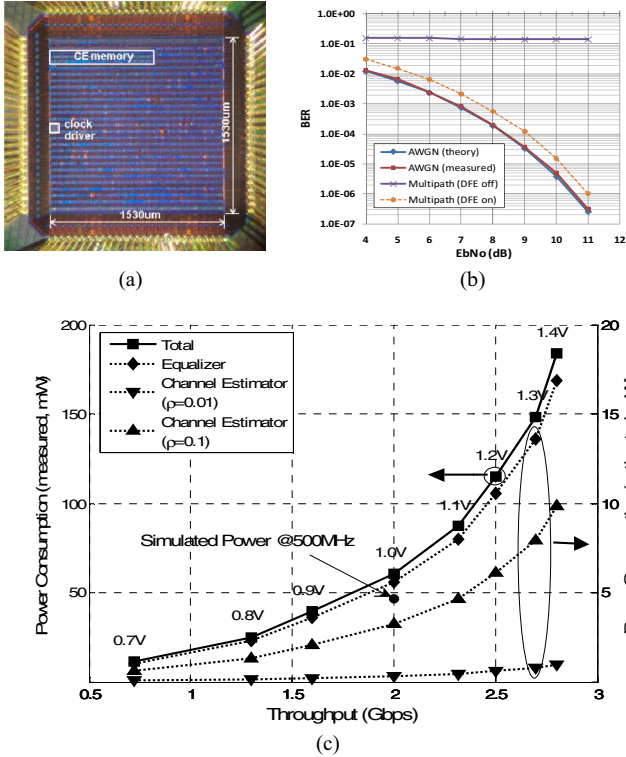 CE memory
clock
driver
1530um
1530um
(a)
1.0E+00
1.0E-01
1.0E-02
1.0E-03
1.0E-04
1.0E-05
1.0E-06
1.0E-07
BER
AWGN (theory)
AWGN (measured)
Multipath (DFE off)
Multipath (DFE on)
4 5 6 7 8 9 10 11 12
EbNo (dB)
(b)
200
150
100
50
Power Consumption (measured, mW)
Total
Equalizer
Channel Estimator
(ρ=0.01)
Channel Estimator
(ρ=0.1)
Simulated Power @500MHz
0.7V
0.8V
0.9V
1.0V
1.1V
1.2V
1.3V
1.4V
20
15
10
5
0.5 1 1.5 2 2.5 3
Throughput (Gbps)
(c)